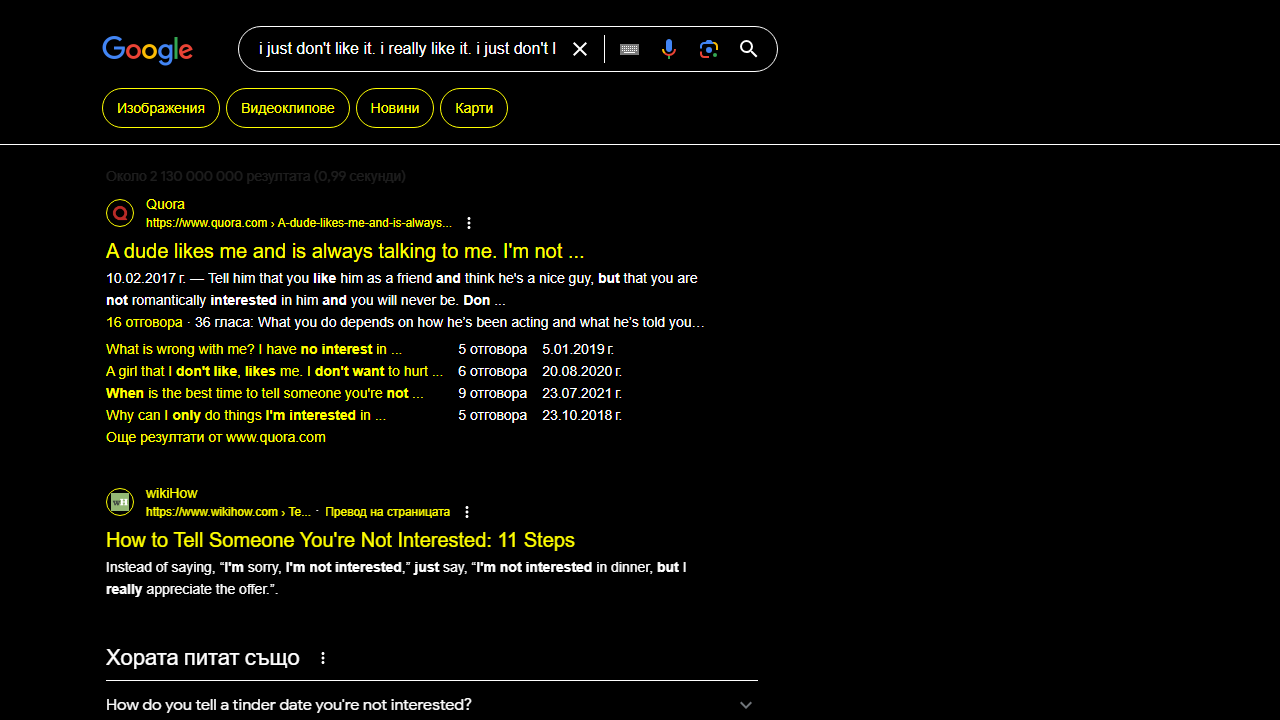 Google
i just don't like it. i really like it. i just don't l
Изображения
Видеоклипове
Новини
Карти
Около 2 130 000 000 резултата (0,99 секунди)
Quora
https://www.quora.com › A-dude-likes-me-and-is-always...
A dude likes me and is always talking to me. I'm not ...
10.02.2017 г. — Tell him that you like him as a friend and think he's a nice guy, but that you are
not romantically interested in him and you will never be. Don ...
16 отговора · 36 гласа: What you do depends on how he's been acting and what he's told you…
What is wrong with me? I have no interest in ... 5 отговора 5.01.2019 г.
A girl that I don't like, likes me. I don't want to hurt ... 6 отговора 20.08.2020 г.
When is the best time to tell someone you're not ... 9 отговора 23.07.2021 г.
Why can I only do things I'm interested in ... 5 отговора 23.10.2018 г.
Още резултати от www.quora.com
wikiHow
https://www.wikihow.com › Te... · Превод на страницата
How to Tell Someone You're Not Interested: 11 Steps
Instead of saying, “I'm sorry, I'm not interested,” just say, “I'm not interested in dinner, but I
really appreciate the offer.”.
Хората питат също
How do you tell a tinder date you're not interested?